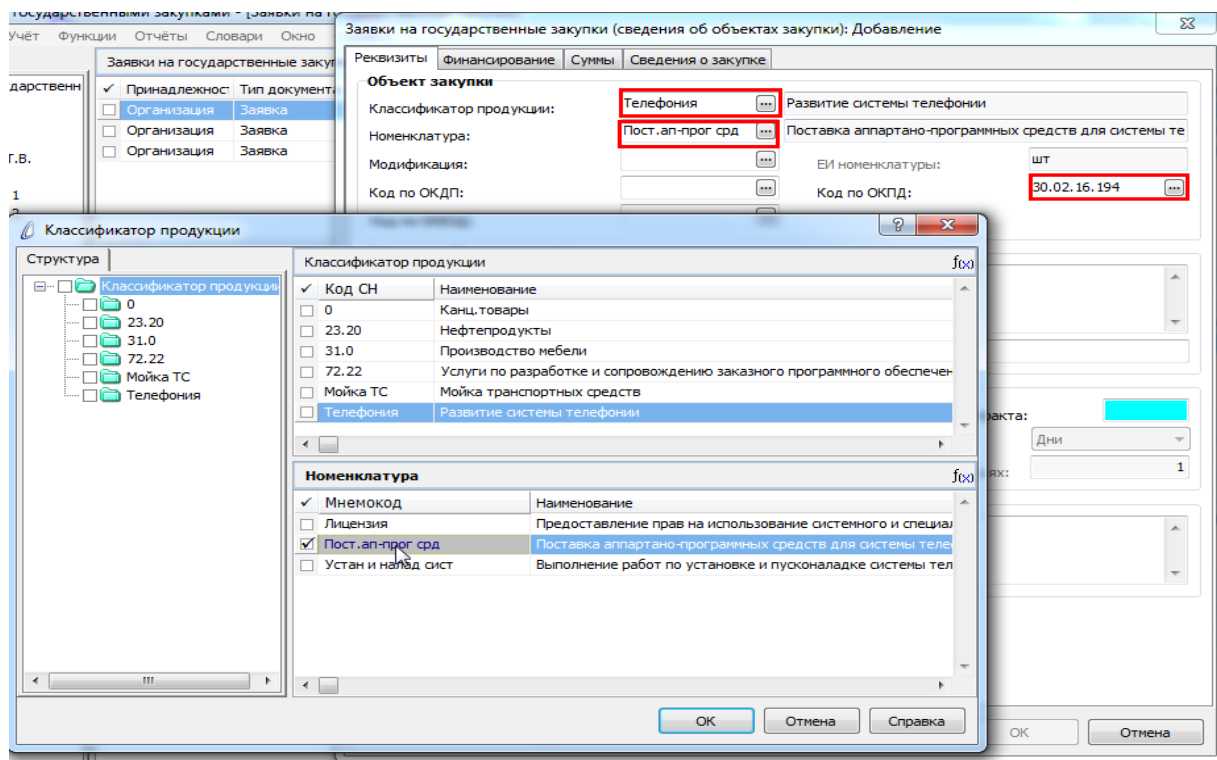 государственными закупками - [Заявки на г
Учёт Функции Отчёты Словари Окно
Заявки на государственные закупки (сведения об объектах закупки): Добавление
Заявки на государственные закуп
Реквизиты Финансирование Суммы Сведения о закупке
дарственн
Принадлежнос Тип документа
Организация Заявка
Организация Заявка
Организация Заявка
т.В.
1
2
Объект закупки
Классификатор продукции: Телефония ... Развитие системы телефонии
Номенклатура: Пост.ап-прог срд ... Поставка аппартано-программных средств для системы те
Модификация: ... ЕИ номенклатуры: шт
Код по ОКДП: ... Код по ОКПД: 30.02.16.194 ...
Классификатор продукции
Структура
Классификатор продукции
0
23.20
31.0
72.22
Мойка ТС
Телефония
Классификатор продукции f(x)
Код СН Наименование
0 Канц.товары
23.20 Нефтепродукты
31.0 Производство мебели
72.22 Услуги по разработке и сопровождению заказного программного обеспечен
Мойка ТС Мойка транспортных средств
Телефония Развитие системы телефонии
Номенклатура f(x)
Мнемокод Наименование
Лицензия Предоставление прав на использование системного и специал
Пост.ап-прог срд Поставка аппартано-программных средств для системы теле
Устан и налад сист Выполнение работ по установке и пусконаладке системы тел
OK Отмена Справка
ракта:
Дни
ях: 1
OK Отмена